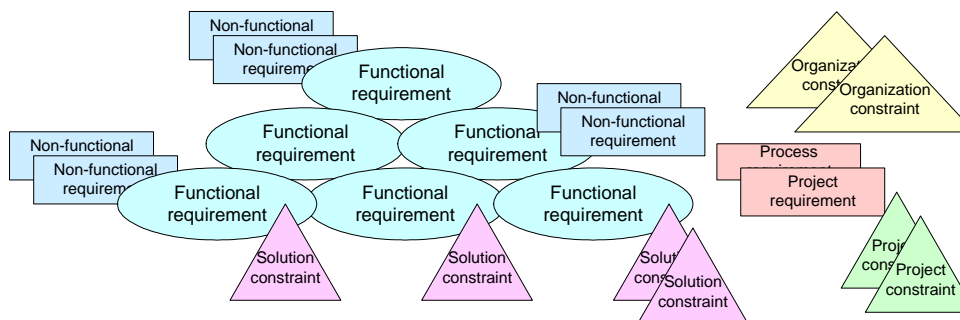 Non-functional
Non-functional
requirement
Functional
requirement
Functional
requirement
Functional
requirement
Non-functional
Non-functional
requirement
Non-functional
Non-functional
requirement
Functional
requirement
Functional
requirement
Functional
requirement
Solution
constraint
Solution
constraint
Solution
constraint
Organization
constraint
Process
requirement
Project
requirement
Project
constraint